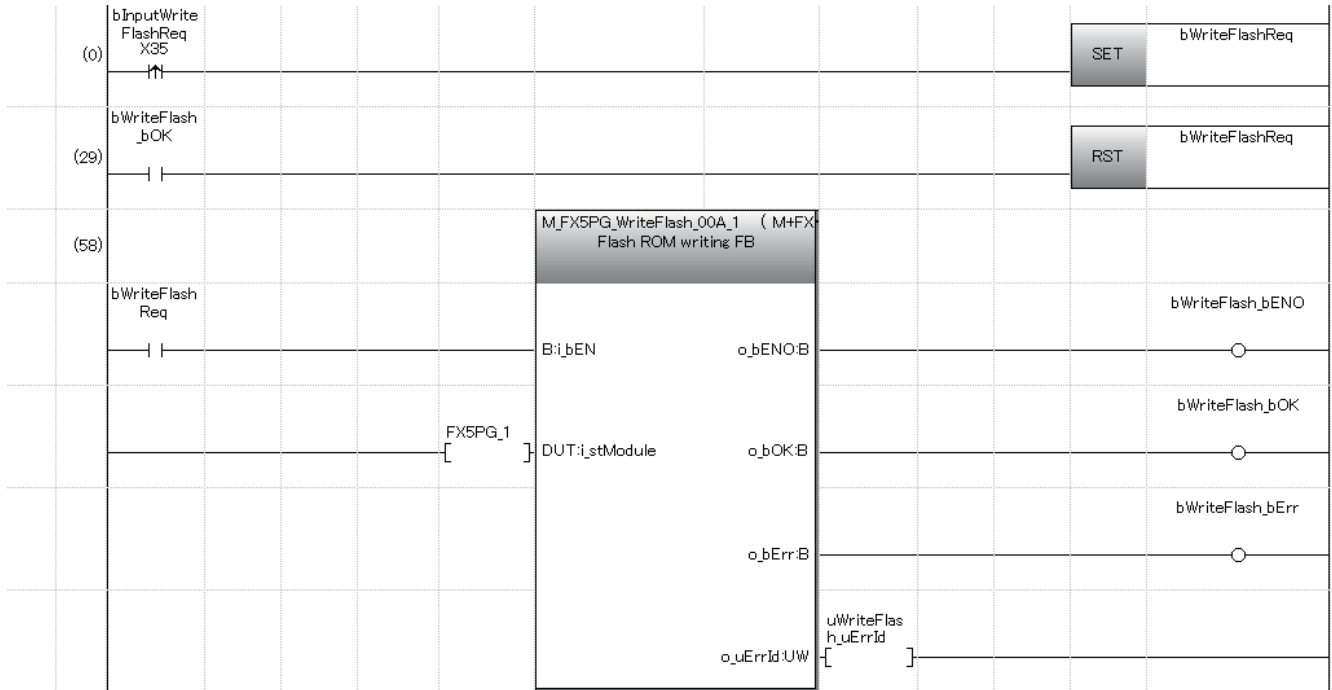 bInputWrite
FlashReq
X35
(0)
SET
bWriteFlashReq
bWriteFlash
_bOK
(29)
RST
bWriteFlashReq
(58)
M_FX5PG_WriteFlash_00A_1 ( M+FX
Flash ROM writing FB
bWriteFlash
Req
B:i_bEN
o_bENO:B
bWriteFlash_bENO
FX5PG_1
DUT:i_stModule
o_bOK:B
bWriteFlash_bOK
o_bErr:B
bWriteFlash_bErr
o_uErrId:UW
uWriteFlas
h_uErrId